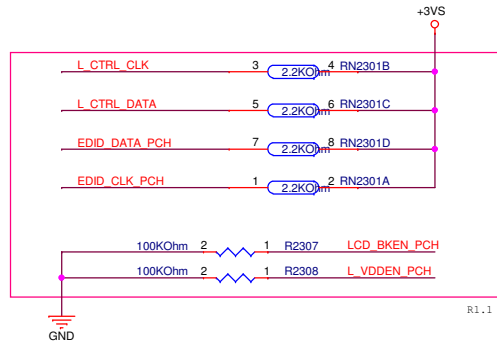 +3VS
L_CTRL_CLK 3 2.2KOhm 4 RN2301B
L_CTRL_DATA 5 2.2KOhm 6 RN2301C
EDID_DATA_PCH 7 2.2KOhm 8 RN2301D
EDID_CLK_PCH 1 2.2KOhm 2 RN2301A
100KOhm 2 1 R2307 LCD_BKEN_PCH
100KOhm 2 1 R2308 L_VDDEN_PCH
R1.1
GND